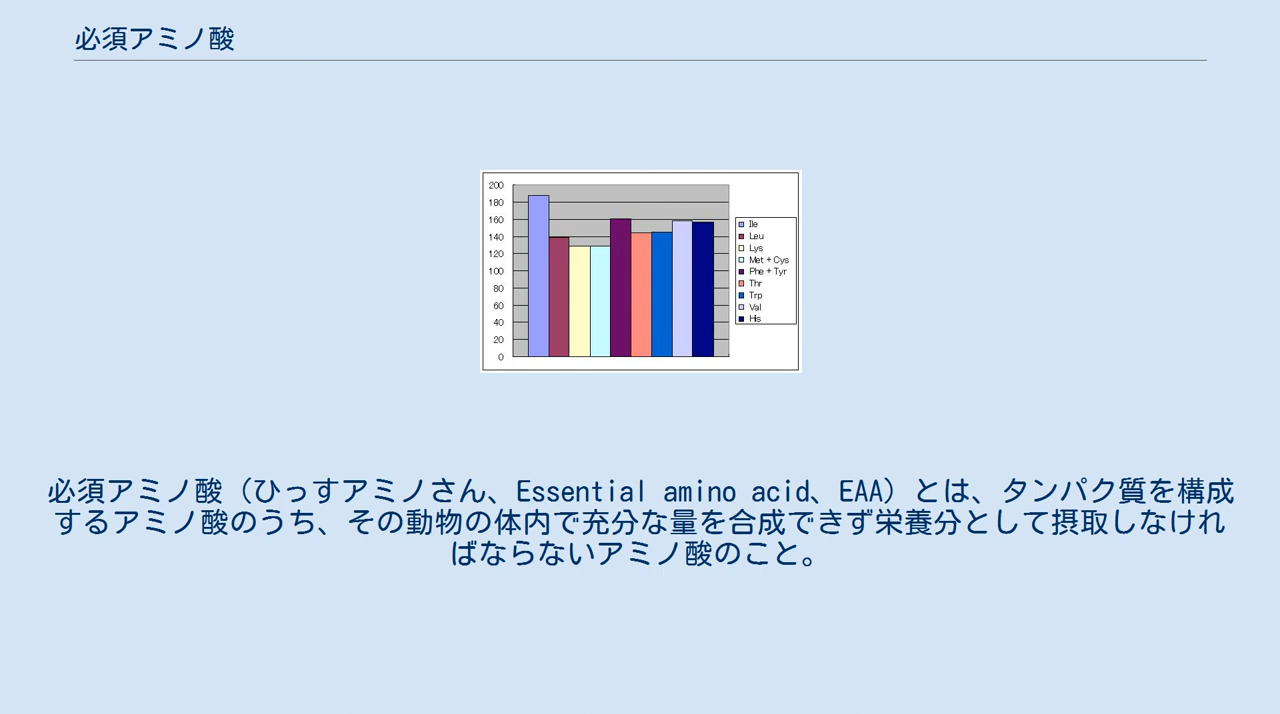 必須アミノ酸
200
180
160
140
120
100
80
60
40
20
0
Ile
Leu
Lys
Met + Cys
Phe + Tyr
Thr
Trp
Val
His
必須アミノ酸（ひっすアミノさん、Essential amino acid、EAA）とは、タンパク質を構成
するアミノ酸のうち、その動物の体内で充分な量を合成できず栄養分として摂取しなけれ
ばならないアミノ酸のこと。